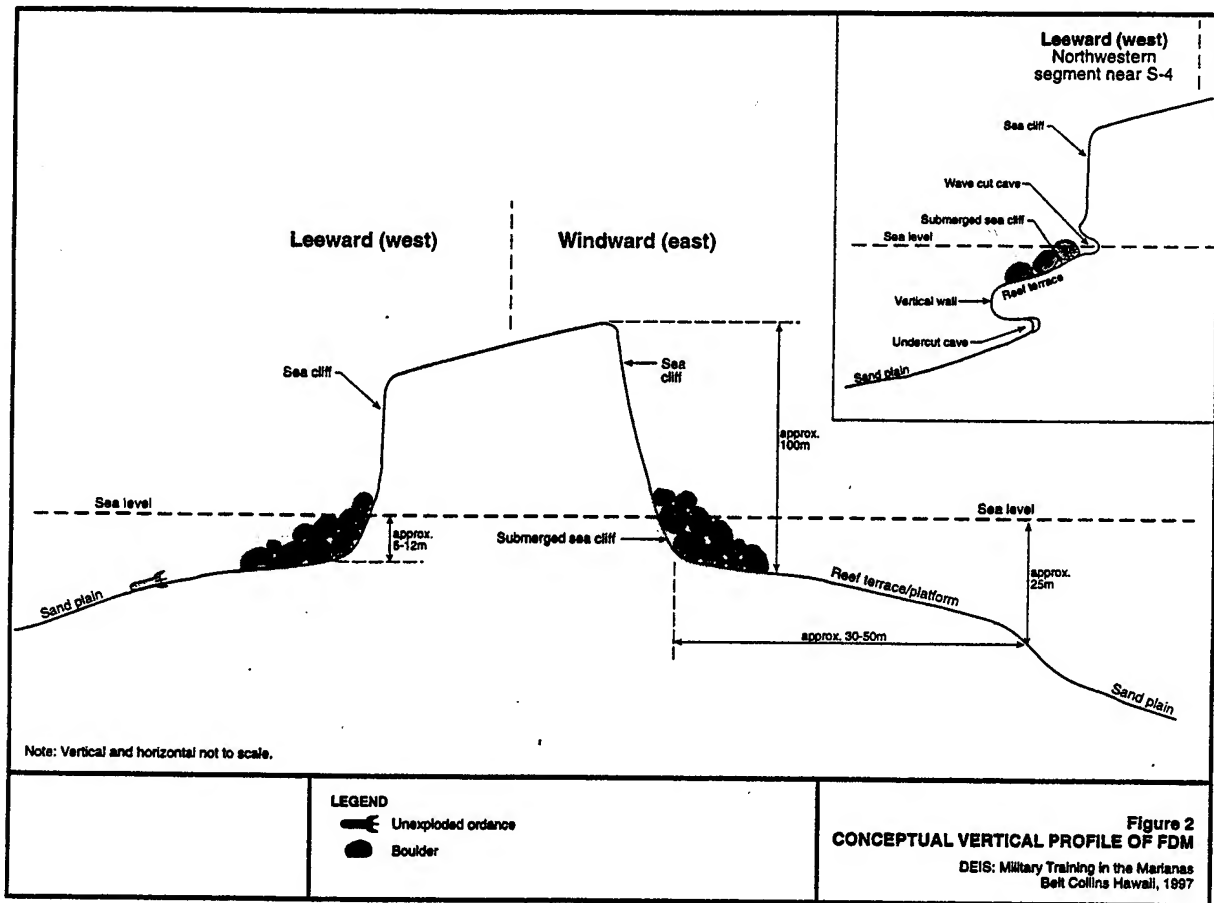 Leeward (west)
Northwestern
segment near S-4
Sea cliff
Wave cut cave
Submerged sea cliff
Sea level
Reef terrace
Vertical wall
Undercut cave
Sand plain
Leeward (west)
Windward (east)
Sea cliff
Sea
cliff
approx.
100m
Sea level
Sea level
approx.
6-12m
Submerged sea cliff
approx.
25m
Reef terrace/platform
Sand plain
approx. 30-50m
Sand plain
Note: Vertical and horizontal not to scale.
LEGEND
Unexploded ordance
Boulder
Figure 2
CONCEPTUAL VERTICAL PROFILE OF FDM
DEIS: Military Training in the Marianas
Belt Collins Hawaii, 1997